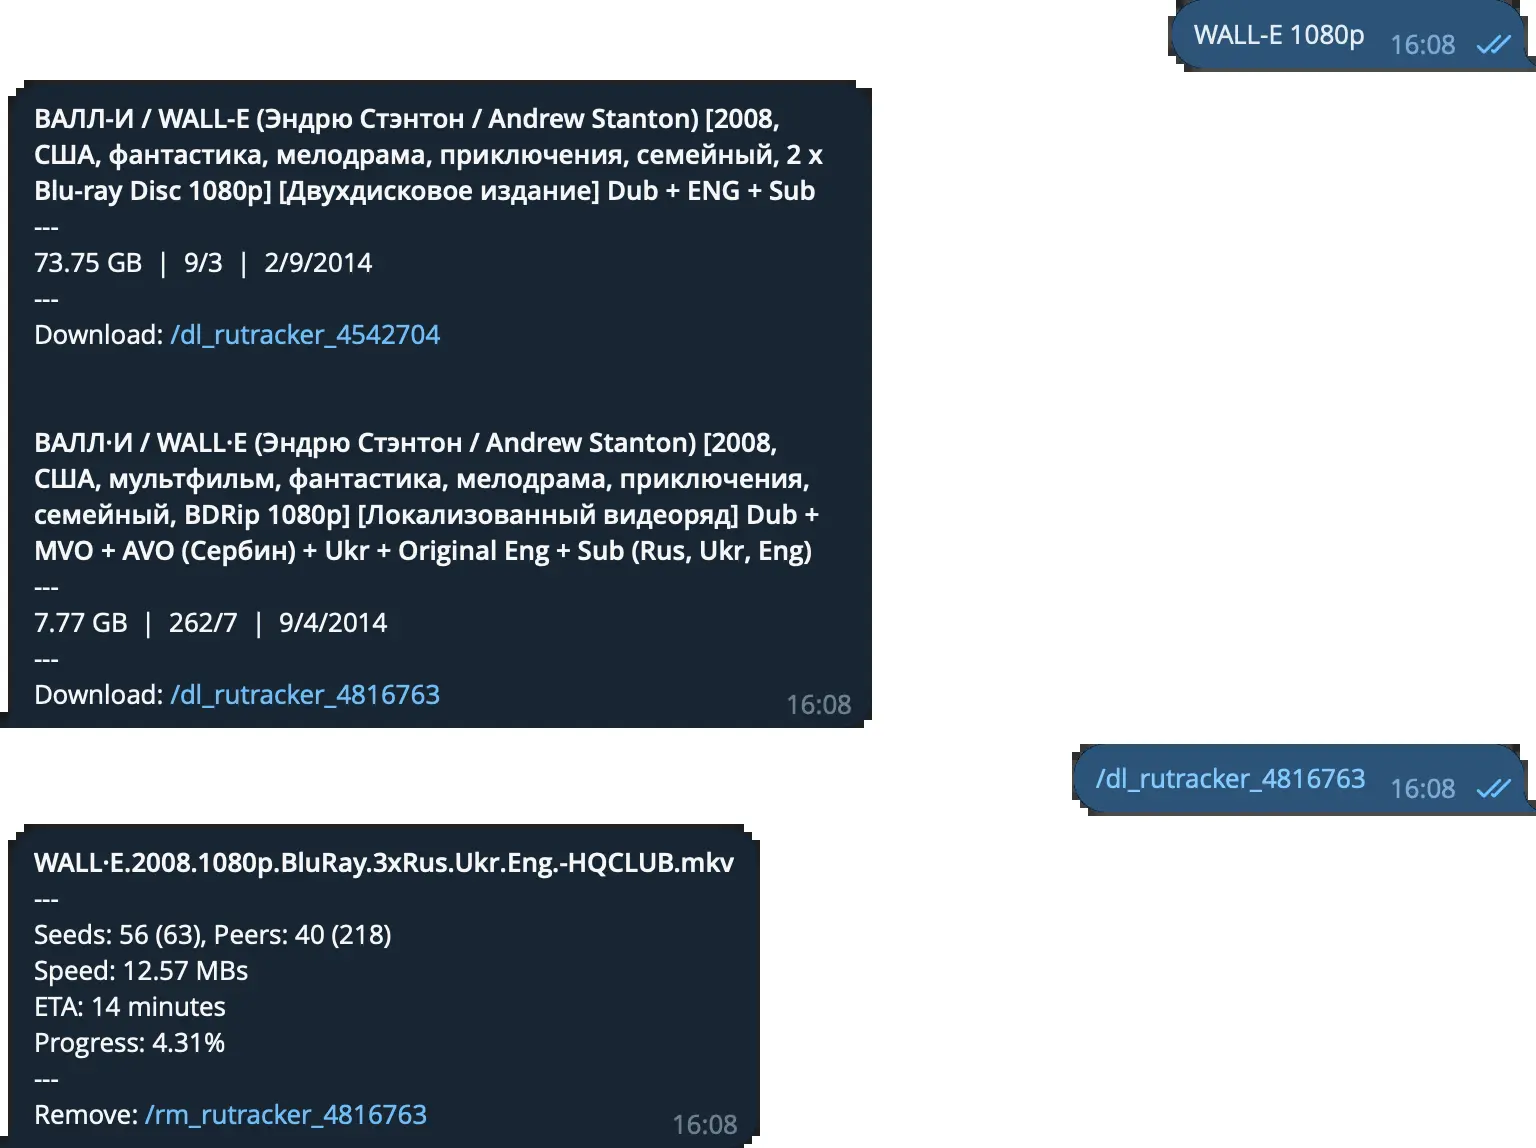 WALL-E 1080p 16:08
ВАЛЛ-И / WALL-E (Эндрю Стэнтон / Andrew Stanton) [2008,
США, фантастика, мелодрама, приключения, семейный, 2 x
Blu-ray Disc 1080p] [Двухдисковое издание] Dub + ENG + Sub
---
73.75 GB | 9/3 | 2/9/2014
---
Download: /dl_rutracker_4542704
ВАЛЛ·И / WALL·E (Эндрю Стэнтон / Andrew Stanton) [2008,
США, мультфильм, фантастика, мелодрама, приключения,
семейный, BDRip 1080p] [Локализованный видеоряд] Dub +
MVO + AVO (Сербин) + Ukr + Original Eng + Sub (Rus, Ukr, Eng)
---
7.77 GB | 262/7 | 9/4/2014
---
Download: /dl_rutracker_4816763 16:08
/dl_rutracker_4816763 16:08
WALL·E.2008.1080p.BluRay.3xRus.Ukr.Eng.-HQCLUB.mkv
---
Seeds: 56 (63), Peers: 40 (218)
Speed: 12.57 MBs
ETA: 14 minutes
Progress: 4.31%
---
Remove: /rm_rutracker_4816763 16:08